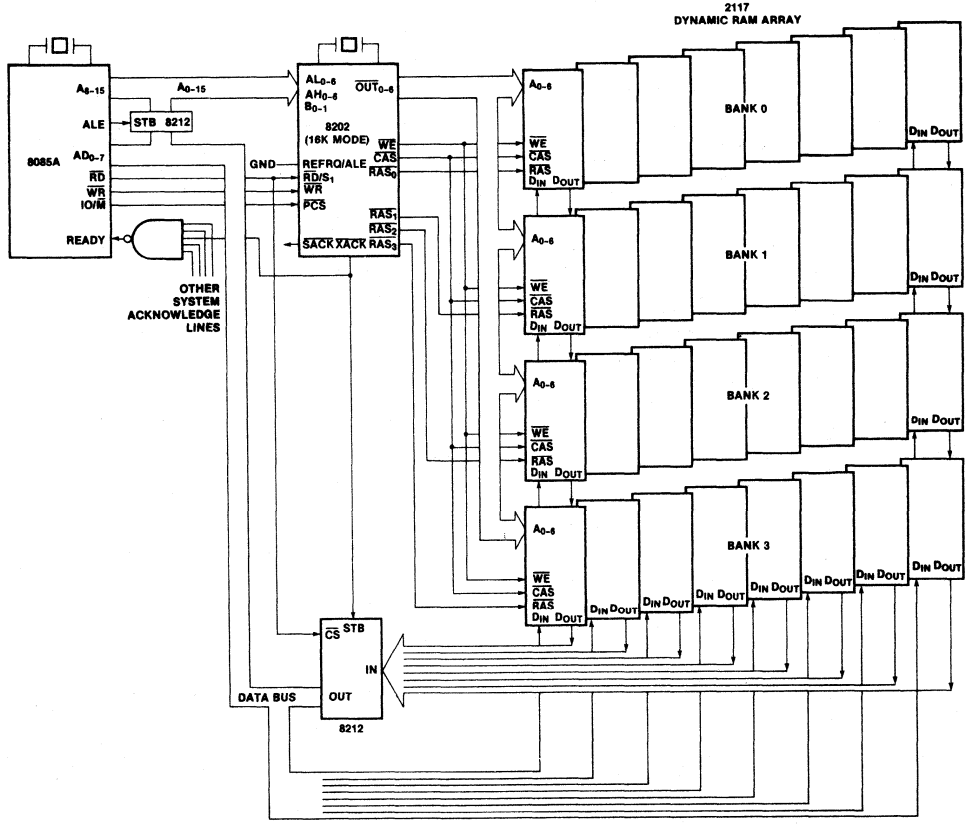 2117
DYNAMIC RAM ARRAY
8085A
A8-15
ALE
AD0-7
RD
WR
IO/M
READY
STB 8212
A0-15
OTHER
SYSTEM
ACKNOWLEDGE
LINES
AL0-6
AH0-6
B0-1
OUT0-6
8202
(16K MODE)
WE
CAS
RAS0
GND
REFRQ/ALE
RD/S1
WR
PCS
RAS1
RAS2
SACK XACK RAS3
A0-6
BANK 0
WE
CAS
RAS
DIN DOUT
DIN DOUT
A0-6
BANK 1
WE
CAS
RAS
DIN DOUT
DIN DOUT
A0-6
BANK 2
WE
CAS
RAS
DIN DOUT
DIN DOUT
A0-6
BANK 3
WE
CAS
RAS
DIN DOUT
DIN DOUT
DIN DOUT
DIN DOUT
DIN DOUT
DIN DOUT
DIN DOUT
DIN DOUT
CS STB
IN
OUT
8212
DATA BUS